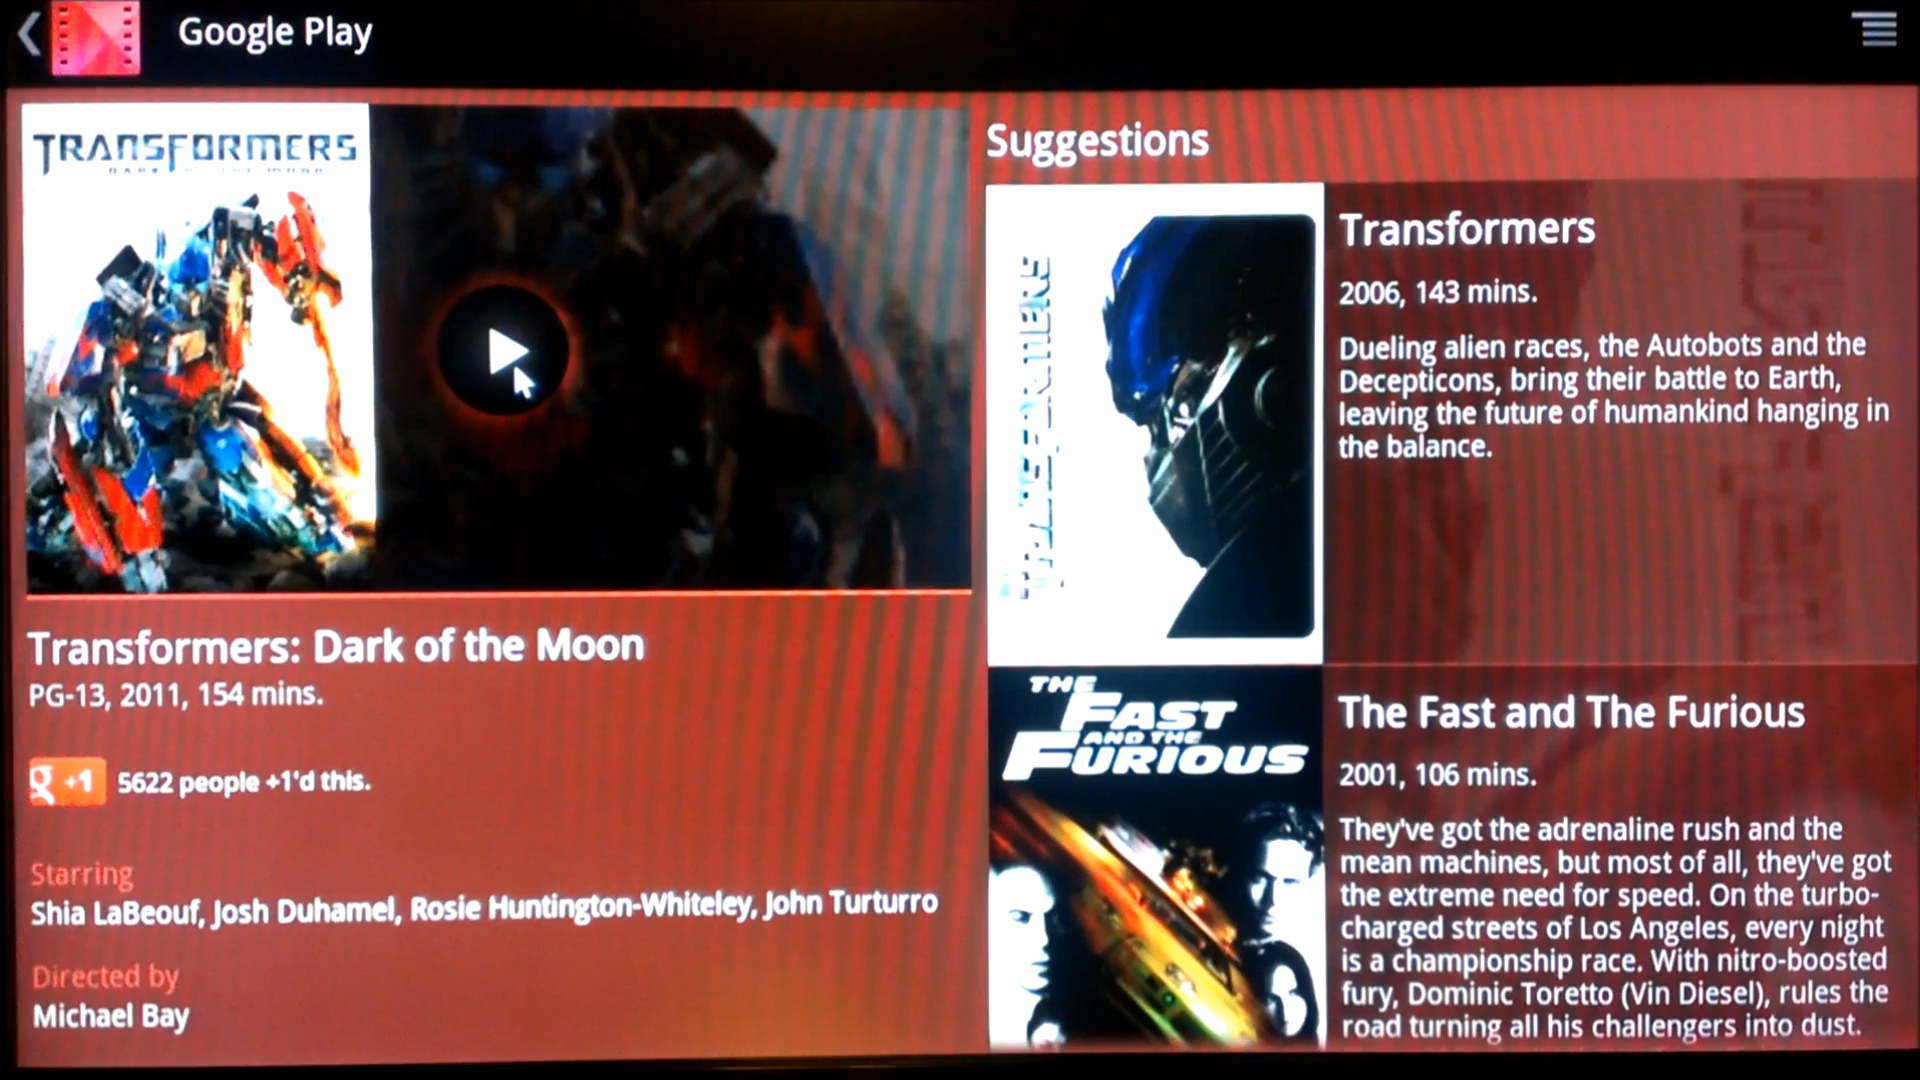 Google Play
TRANSFORMERS
DARK OF THE MOON
Transformers: Dark of the Moon
PG-13, 2011, 154 mins.
g +1 5622 people +1'd this.
Starring
Shia LaBeouf, Josh Duhamel, Rosie Huntington-Whiteley, John Turturro
Directed by
Michael Bay
Suggestions
TRANSFORMERS
Transformers
2006, 143 mins.
Dueling alien races, the Autobots and the
Decepticons, bring their battle to Earth,
leaving the future of humankind hanging in
the balance.
THE
FAST
AND THE
FURIOUS
The Fast and The Furious
2001, 106 mins.
They've got the adrenaline rush and the
mean machines, but most of all, they've got
the extreme need for speed. On the turbo-
charged streets of Los Angeles, every night
is a championship race. With nitro-boosted
fury, Dominic Toretto (Vin Diesel), rules the
road turning all his challengers into dust.